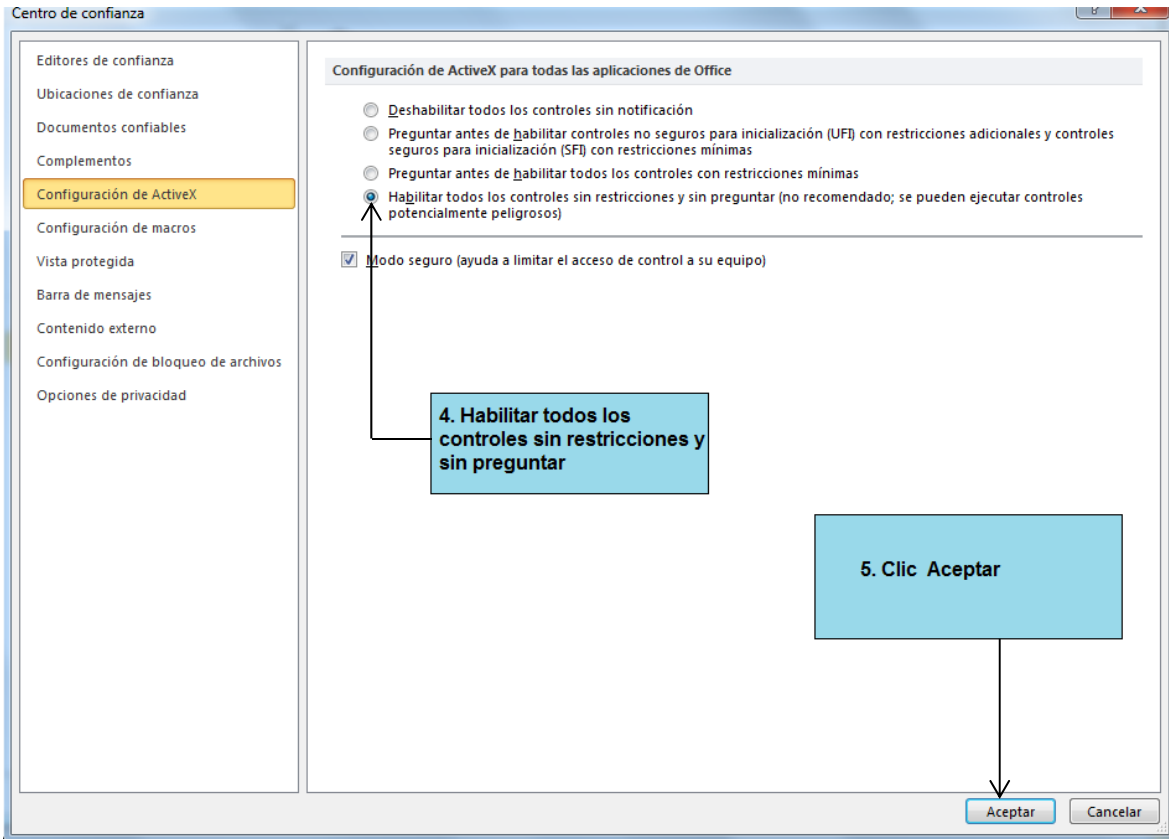 Centro de confianza
Editores de confianza
Ubicaciones de confianza
Documentos confiables
Complementos
Configuración de ActiveX
Configuración de macros
Vista protegida
Barra de mensajes
Contenido externo
Configuración de bloqueo de archivos
Opciones de privacidad
Configuración de ActiveX para todas las aplicaciones de Office
Deshabilitar todos los controles sin notificación
Preguntar antes de habilitar controles no seguros para inicialización (UFI) con restricciones adicionales y controles
seguros para inicialización (SFI) con restricciones mínimas
Preguntar antes de habilitar todos los controles con restricciones mínimas
Habilitar todos los controles sin restricciones y sin preguntar (no recomendado; se pueden ejecutar controles
potencialmente peligrosos)
Modo seguro (ayuda a limitar el acceso de control a su equipo)
4. Habilitar todos los
controles sin restricciones y
sin preguntar
5. Clic Aceptar
Aceptar
Cancelar